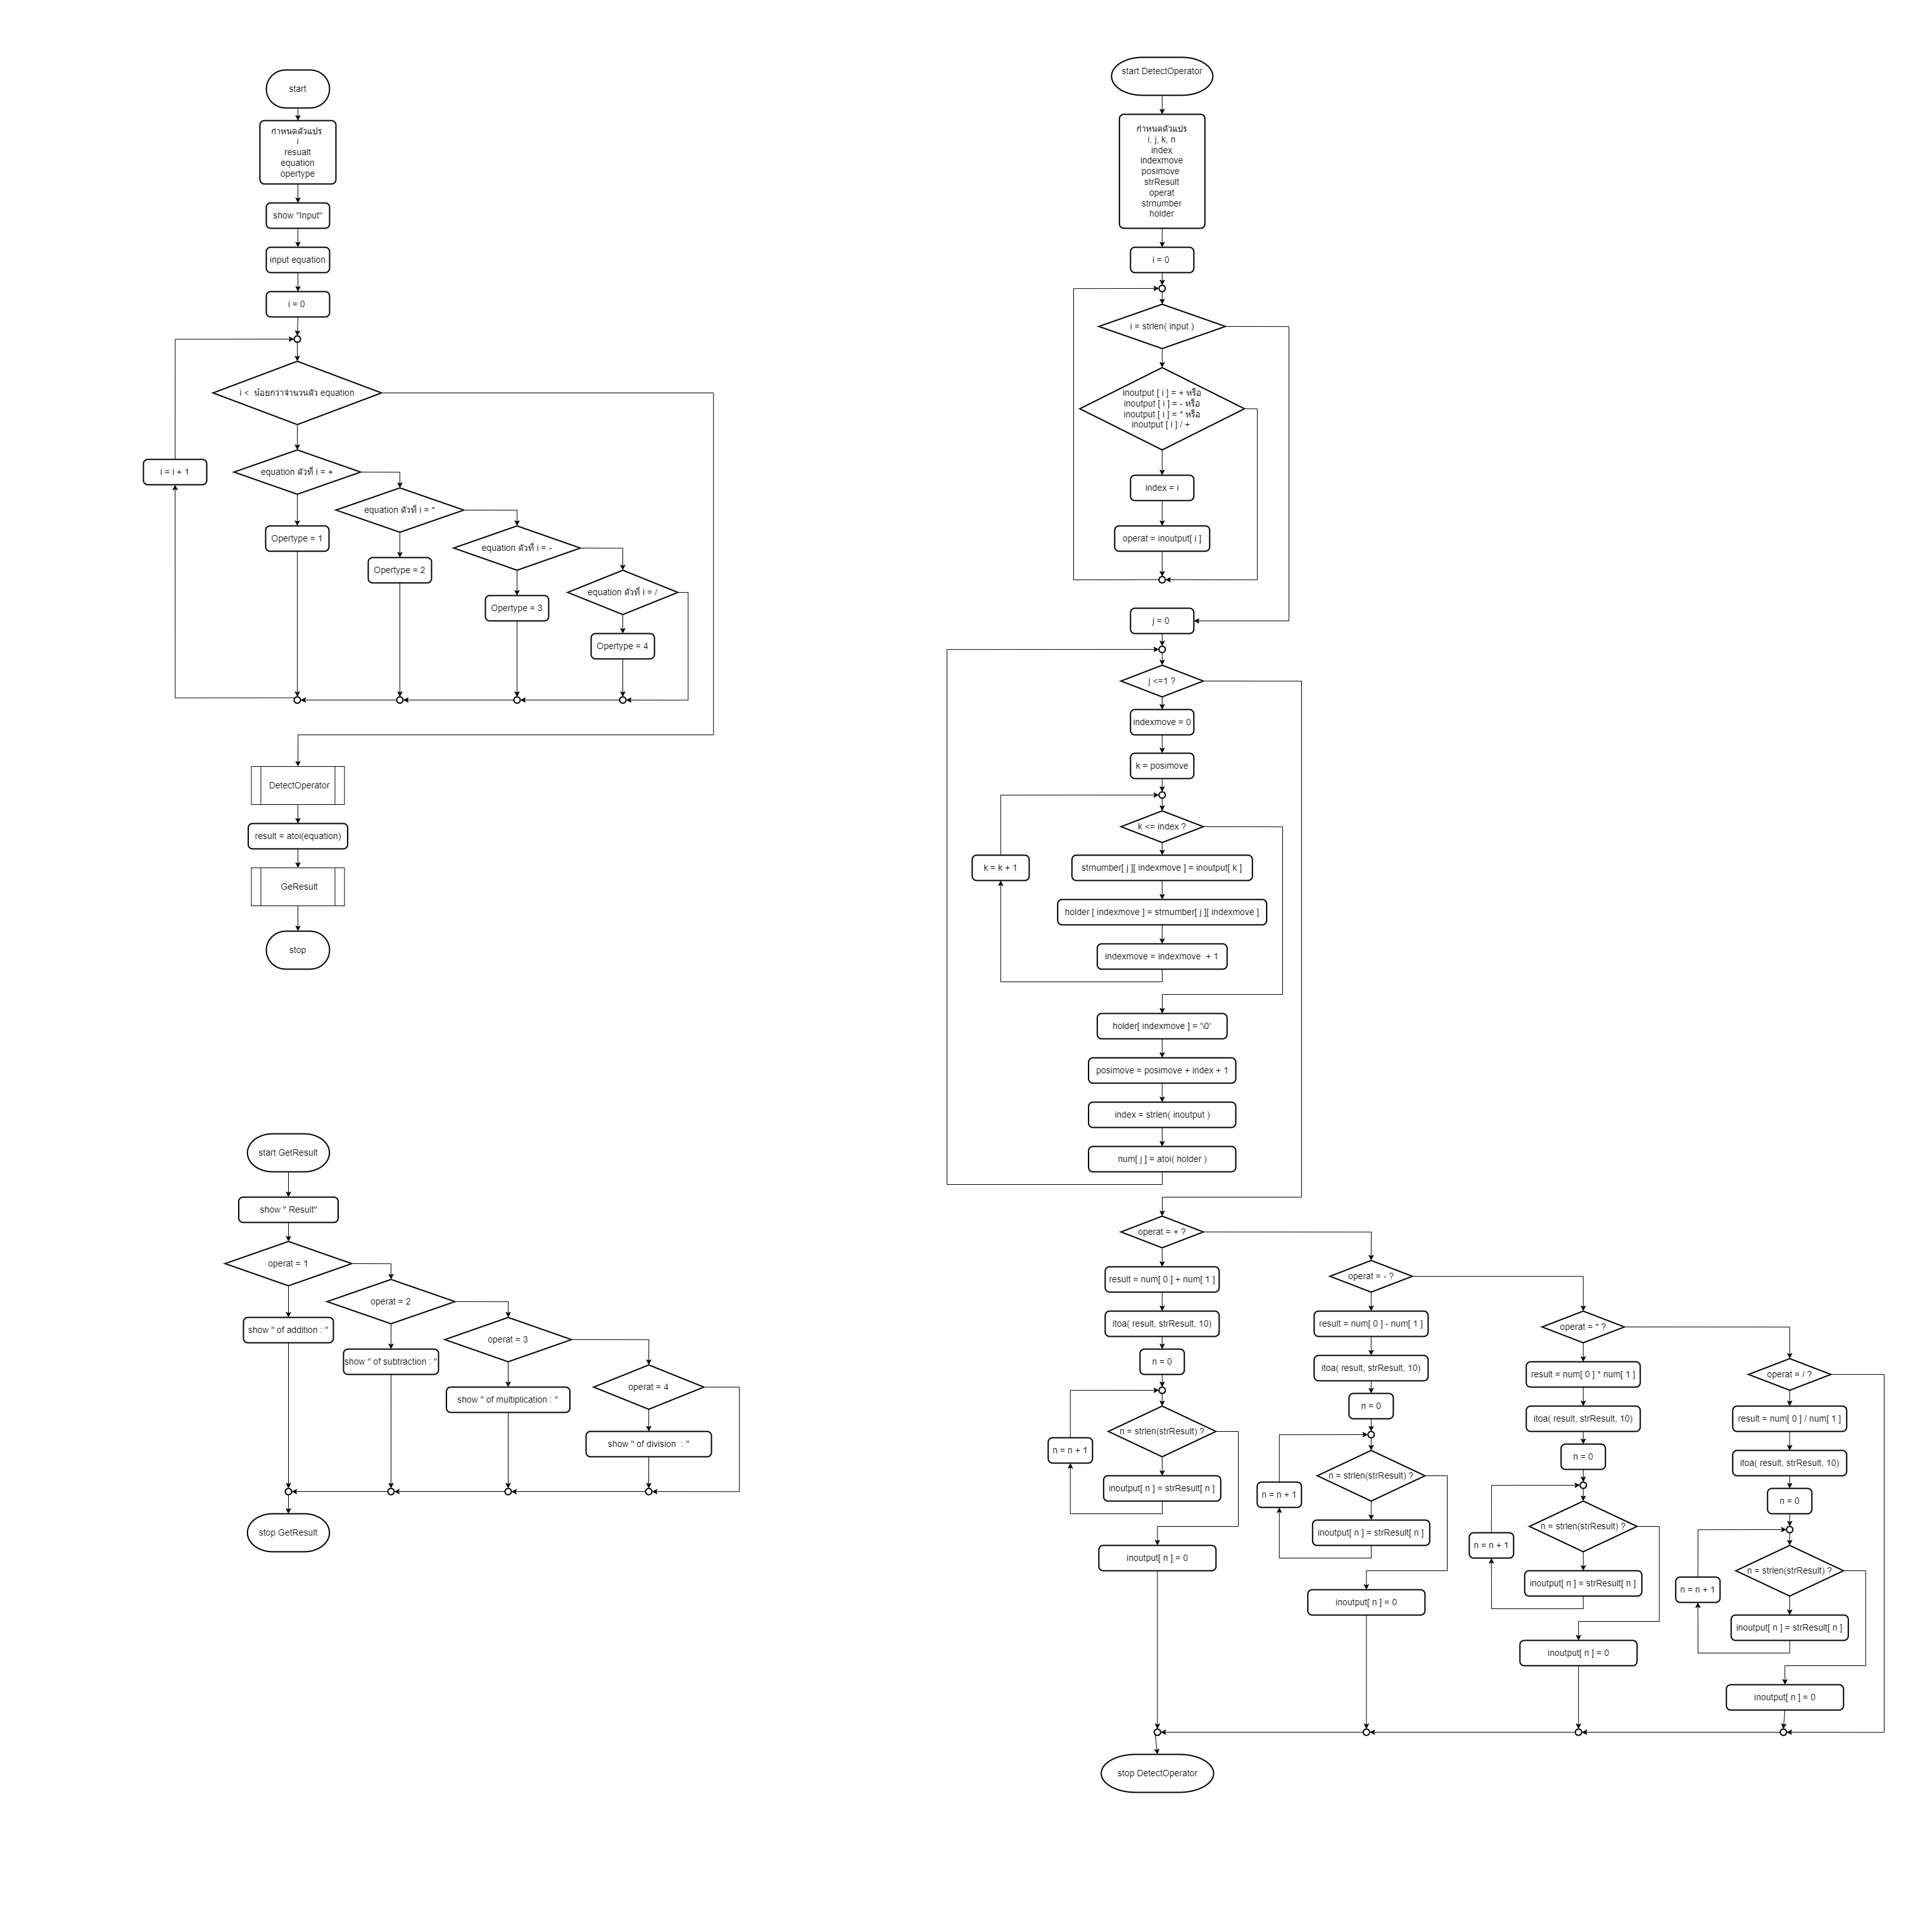 start
กำหนดตัวแปร
i
resualt
equation
opertype
show "Input"
input equation
i = 0
i < น้อยกว่าจำนวนตัว equation
i = i + 1
equation ตัวที่ i = +
equation ตัวที่ i = *
equation ตัวที่ i = -
equation ตัวที่ i = /
Opertype = 1
Opertype = 2
Opertype = 3
Opertype = 4
DetectOperator
result = atoi(equation)
GeResult
stop
start GetResult
show " Result"
operat = 1
operat = 2
operat = 3
operat = 4
show " of addition : "
show " of subtraction : "
show " of multiplication : "
show " of division : "
stop GetResult
start DetectOperator
กำหนดตัวแปร
i, j, k, n
index
indexmove
posimove
strResult
operat
strnumber
holder
i = 0
i = strlen( input )
inoutput [ i ] = + หรือ
inoutput [ i ] = - หรือ
inoutput [ i ] = * หรือ
inoutput [ i ] / +
index = i
operat = inoutput[ i ]
j = 0
j <=1 ?
indexmove = 0
k = posimove
k <= index ?
k = k + 1
strnumber[ j ][ indexmove ] = inoutput[ k ]
holder [ indexmove ] = strnumber[ j ][ indexmove ]
indexmove = indexmove + 1
holder[ indexmove ] = '\0'
posimove = posimove + index + 1
index = strlen( inoutput )
num[ j ] = atoi( holder )
operat = + ?
result = num[ 0 ] + num[ 1 ]
itoa( result, strResult, 10)
n = 0
n = strlen(strResult) ?
n = n + 1
inoutput[ n ] = strResult[ n ]
inoutput[ n ] = 0
operat = - ?
result = num[ 0 ] - num[ 1 ]
itoa( result, strResult, 10)
n = 0
n = strlen(strResult) ?
n = n + 1
inoutput[ n ] = strResult[ n ]
inoutput[ n ] = 0
operat = * ?
result = num[ 0 ] * num[ 1 ]
itoa( result, strResult, 10)
n = 0
n = strlen(strResult) ?
n = n + 1
inoutput[ n ] = strResult[ n ]
inoutput[ n ] = 0
operat = / ?
result = num[ 0 ] / num[ 1 ]
itoa( result, strResult, 10)
n = 0
n = strlen(strResult) ?
n = n + 1
inoutput[ n ] = strResult[ n ]
inoutput[ n ] = 0
stop DetectOperator